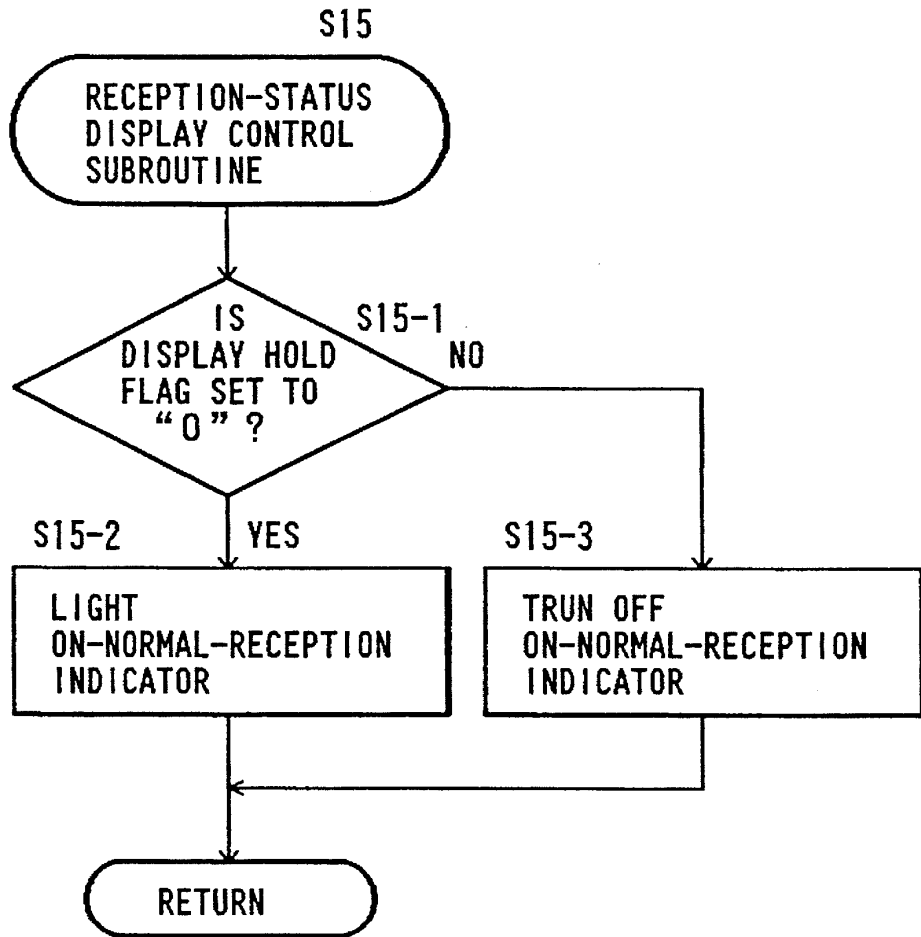 S15
RECEPTION-STATUS
DISPLAY CONTROL
SUBROUTINE
IS
DISPLAY HOLD
FLAG SET TO
“0”?
S15-1
NO
YES
S15-2
LIGHT
ON-NORMAL-RECEPTION
INDICATOR
S15-3
TRUN OFF
ON-NORMAL-RECEPTION
INDICATOR
RETURN